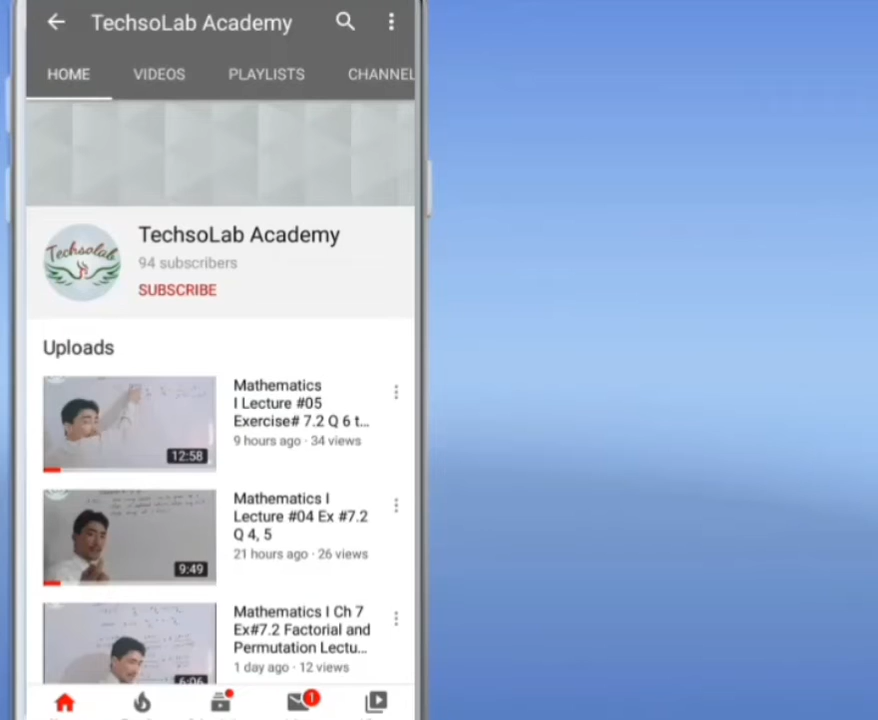 TechsoLab Academy
HOME VIDEOS PLAYLISTS CHANNEL
TechsoLab Academy
Techsolab
94 subscribers
SUBSCRIBE
Uploads
Mathematics
I Lecture #05
Exercise# 7.2 Q 6 t...
12:58
9 hours ago · 34 views
Mathematics I
Lecture #04 Ex #7.2
Q 4, 5
9:49
21 hours ago · 26 views
Mathematics I Ch 7
Ex#7.2 Factorial and
Permutation Lectu...
6:06
1 day ago · 12 views
1